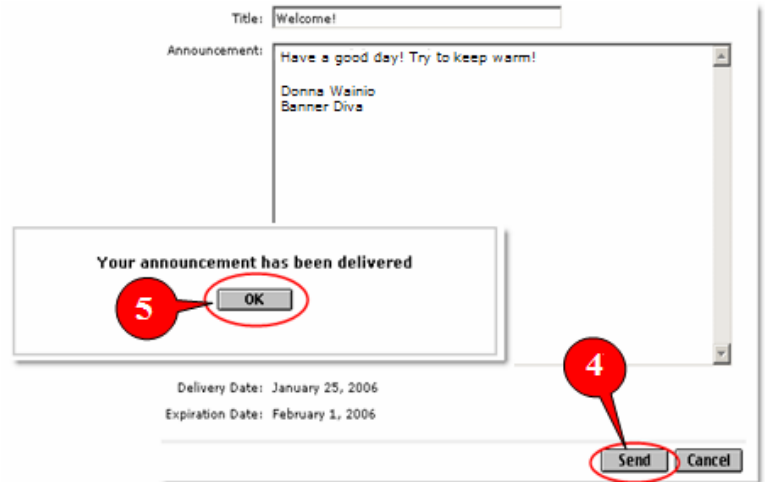 Title: Welcome!
Announcement: Have a good day! Try to keep warm!
Donna Wainio
Banner Diva
Your announcement has been delivered
OK
5
4
Delivery Date: January 25, 2006
Expiration Date: February 1, 2006
Send Cancel